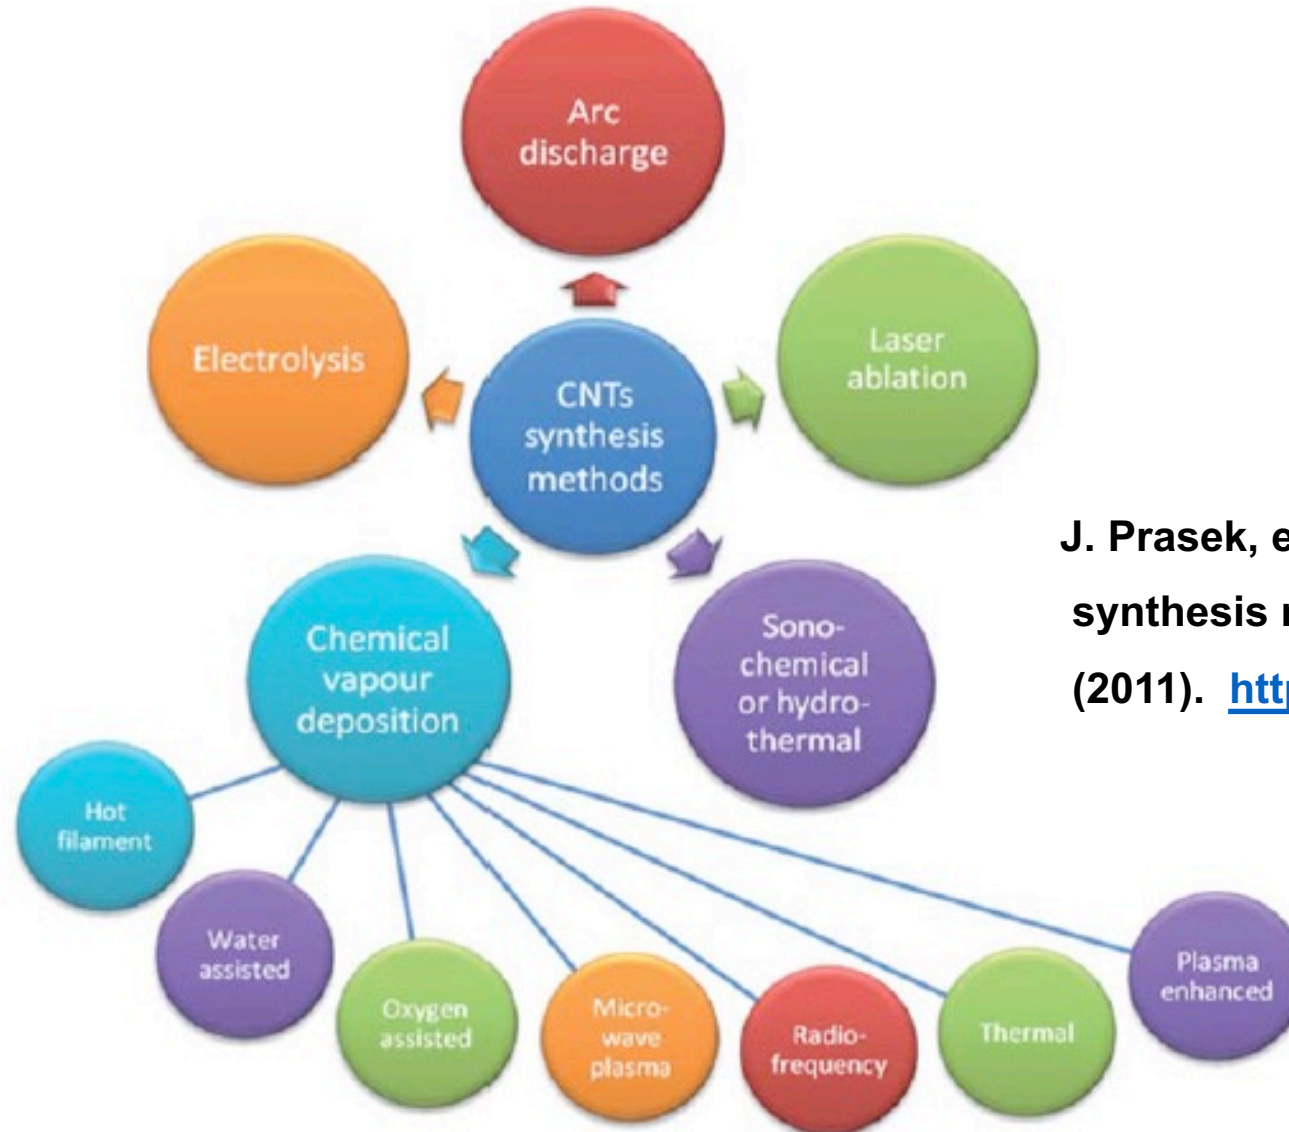 Arc
discharge
Electrolysis
Laser
ablation
CNTs
synthesis
methods
J. Prasek, e
synthesis r
(2011). http
Chemical
vapour
deposition
Sono-
chemical
or hydro-
thermal
Hot
filament
Water
assisted
Oxygen
assisted
Micro-
wave
plasma
Radio-
frequency
Thermal
Plasma
enhanced